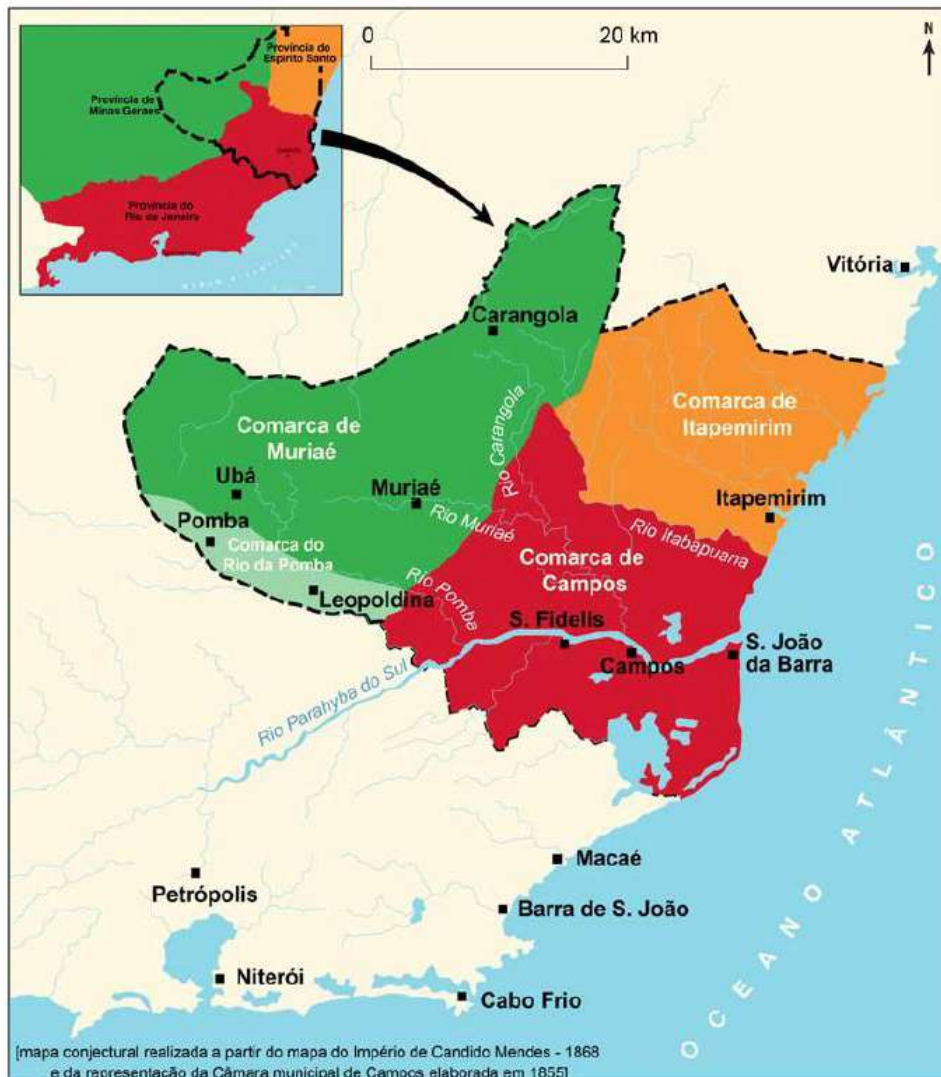 Província do
Espírito Santo
Província de
Minas Geraes
Província do
Rio de Janeiro
0
20 km
N
Vitória
Carangola
Rio Carangola
Comarca de
Muriaé
Comarca de
Itapemirim
Ubá
Muriaé
Itapemirim
Pomba
Rio Muriaé
Rio Itabapuana
Comarca do
Rio da Pomba
Comarca de
Campos
Leopoldina
Rio Pomba
S. Fidelis
Campos
S. João
da Barra
Rio Parahyba do Sul
OCEANO ATLÂNTICO
Macaé
Petrópolis
Barra de S. João
Niterói
Cabo Frio
[mapa conjectural realizada a partir do mapa do Império de Candido Mendes - 1868
e da representação da Câmara municipal de Campos elaborada em 1855]